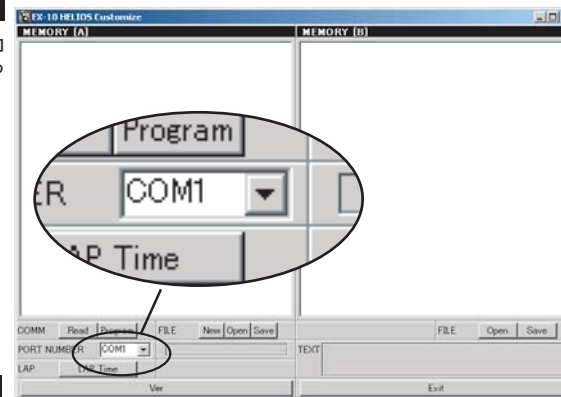 EX-10 HELIOS Customize
MEMORY [A] MEMORY [B]
Program
ER COM1
LAP Time
COMM Read Program FILE New Open Save FILE Open Save
PORT NUMBER COM1 TEXT
LAP LAP Time
Ver Exit